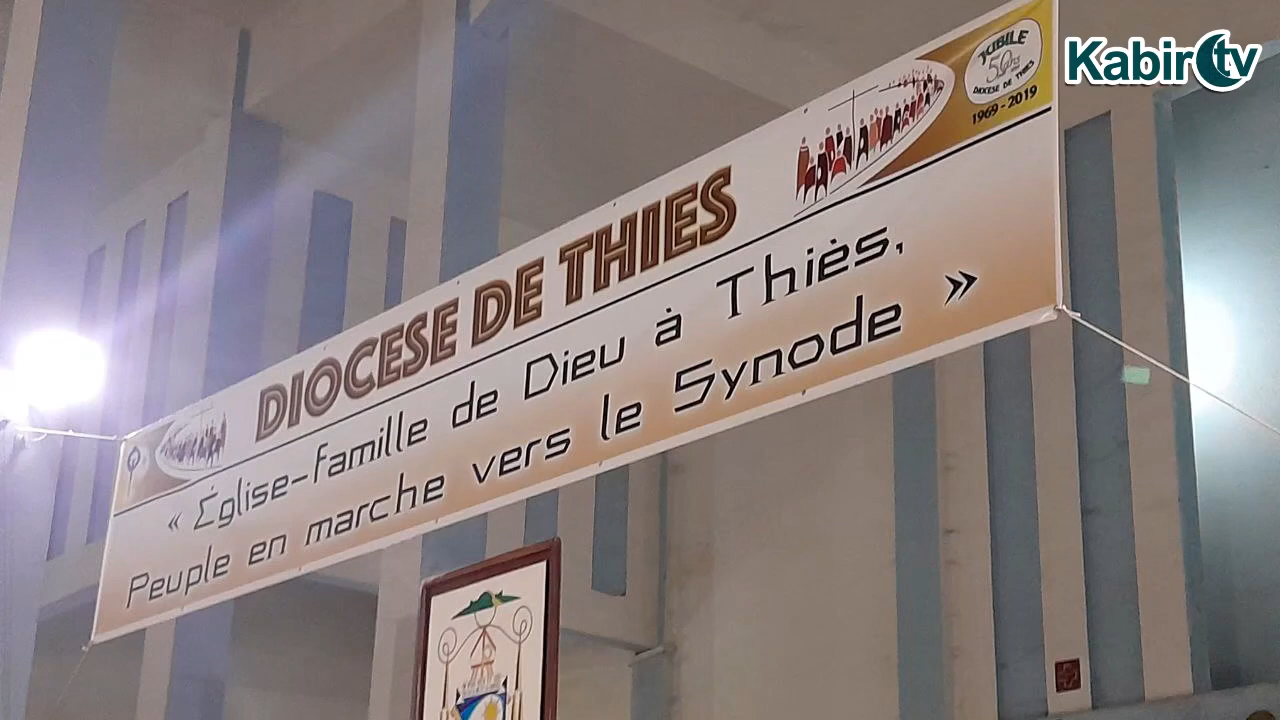 Kabir tv
JUBILE
50 ans
DIOCESE DE THIES
1969 - 2019
DIOCESE DE THIES
« Église-famille de Dieu à Thiès,
Peuple en marche vers le Synode »